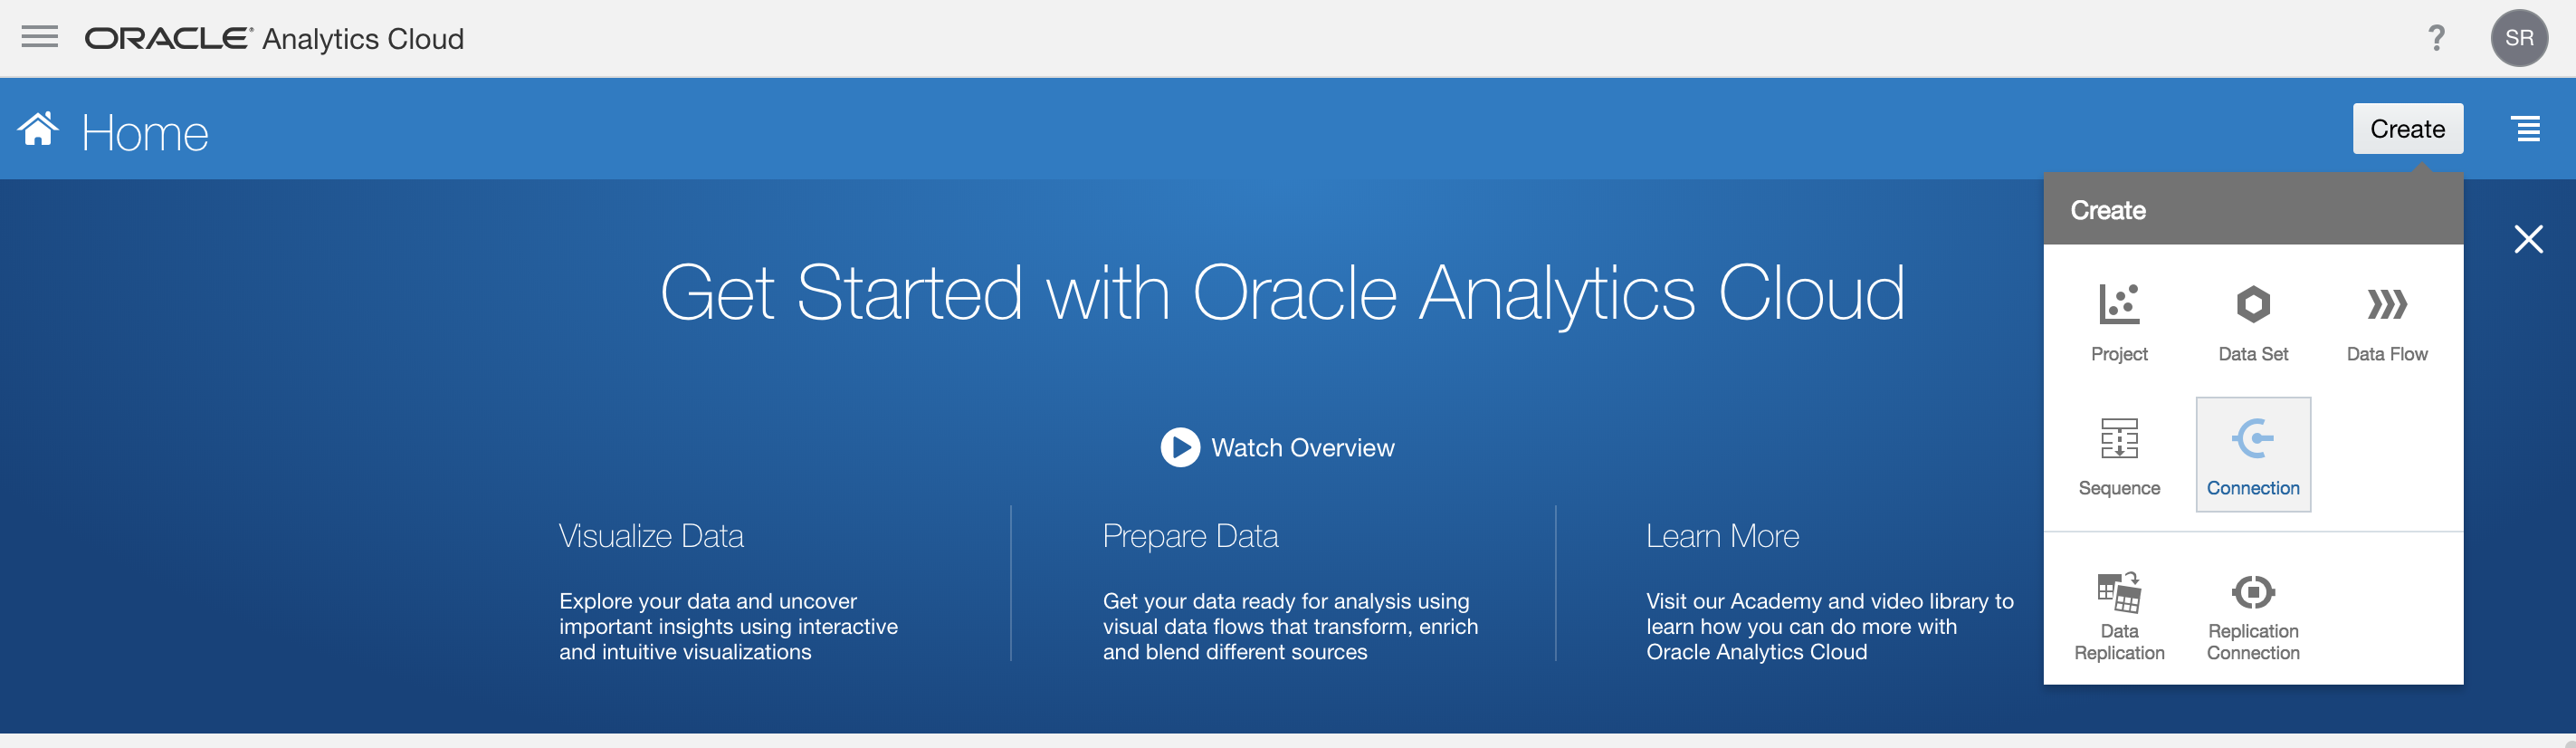 ORACLE® Analytics Cloud
?
SR
Home
Create
Create
Get Started with Oracle Analytics Cloud
Project
Data Set
Data Flow
Watch Overview
Sequence
Connection
Visualize Data
Explore your data and uncover
important insights using interactive
and intuitive visualizations
Prepare Data
Get your data ready for analysis using
visual data flows that transform, enrich
and blend different sources
Learn More
Visit our Academy and video library to
learn how you can do more with
Oracle Analytics Cloud
Data
Replication
Replication
Connection